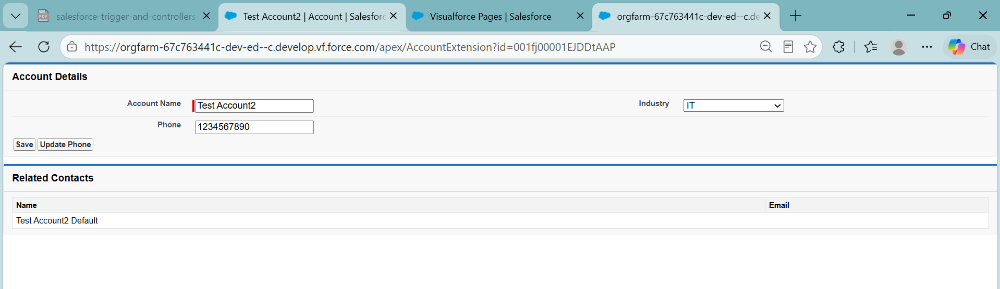 salesforce-trigger-and-controllers-
Test Account2 | Account | Salesforc
Visualforce Pages | Salesforce
orgfarm-67c763441c-dev-ed--c.de
https://orgfarm-67c763441c-dev-ed--c.develop.vf.force.com/apex/AccountExtension?id=001fj00001EJDDtAAP
Chat
Account Details
Account Name
Test Account2
Industry
IT
Phone
1234567890
Save
Update Phone
Related Contacts
Name
Email
Test Account2 Default